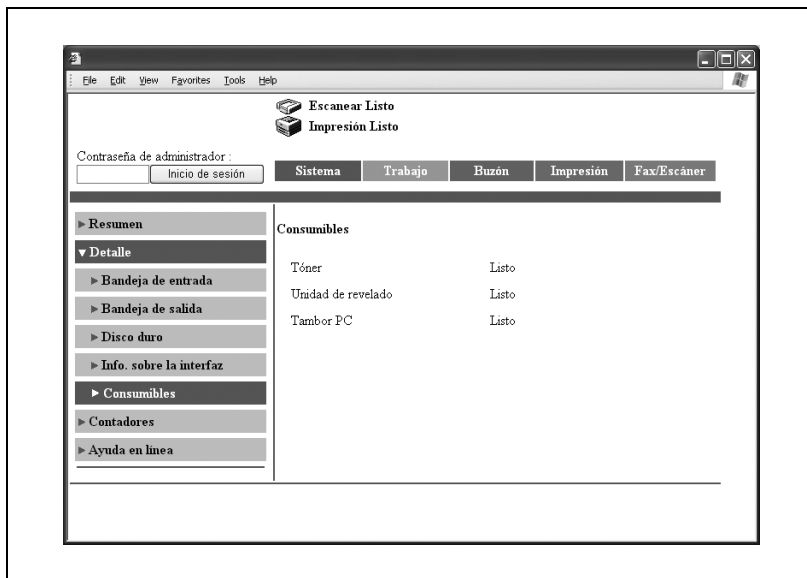 File Edit View Favorites Tools Help
Escanear Listo
Impresión Listo
Contraseña de administrador :
Inicio de sesión
Sistema Trabajo Buzón Impresión Fax/Escáner
Resumen
Detalle
Bandeja de entrada
Bandeja de salida
Disco duro
Info. sobre la interfaz
Consumibles
Contadores
Ayuda en línea
Consumibles
Tóner Listo
Unidad de revelado Listo
Tambor PC Listo